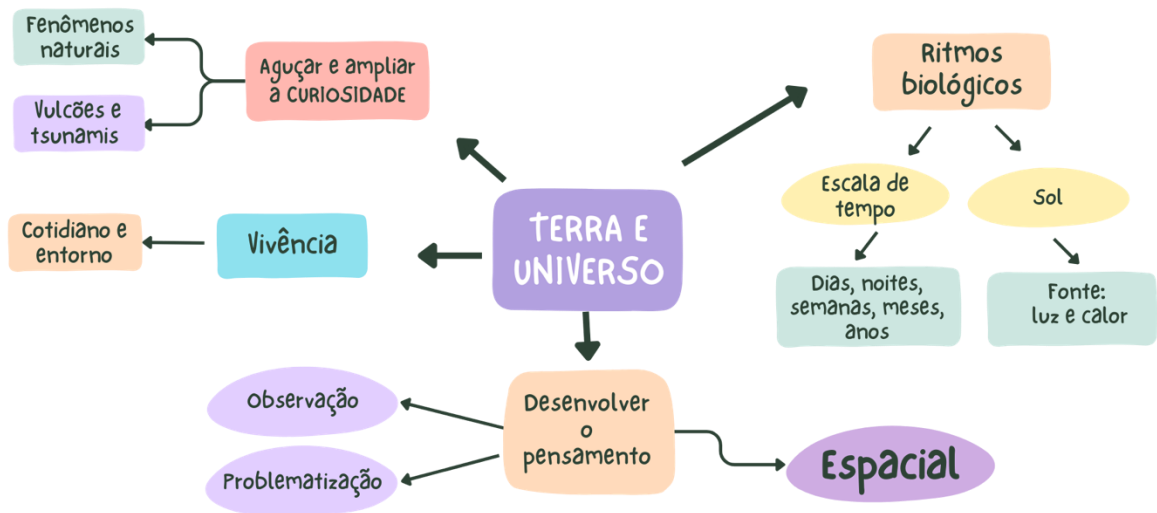 Fenômenos
naturais
Vulcões e
tsunamis
Aguçar e ampliar
a CURIOSIDADE
Ritmos
biológicos
Escala de
tempo
Sol
Dias, noites,
semanas, meses,
anos
Fonte:
luz e calor
Cotidiano e
entorno
Vivência
TERRA E
UNIVERSO
Observação
Problematização
Desenvolver
o
pensamento
Espacial